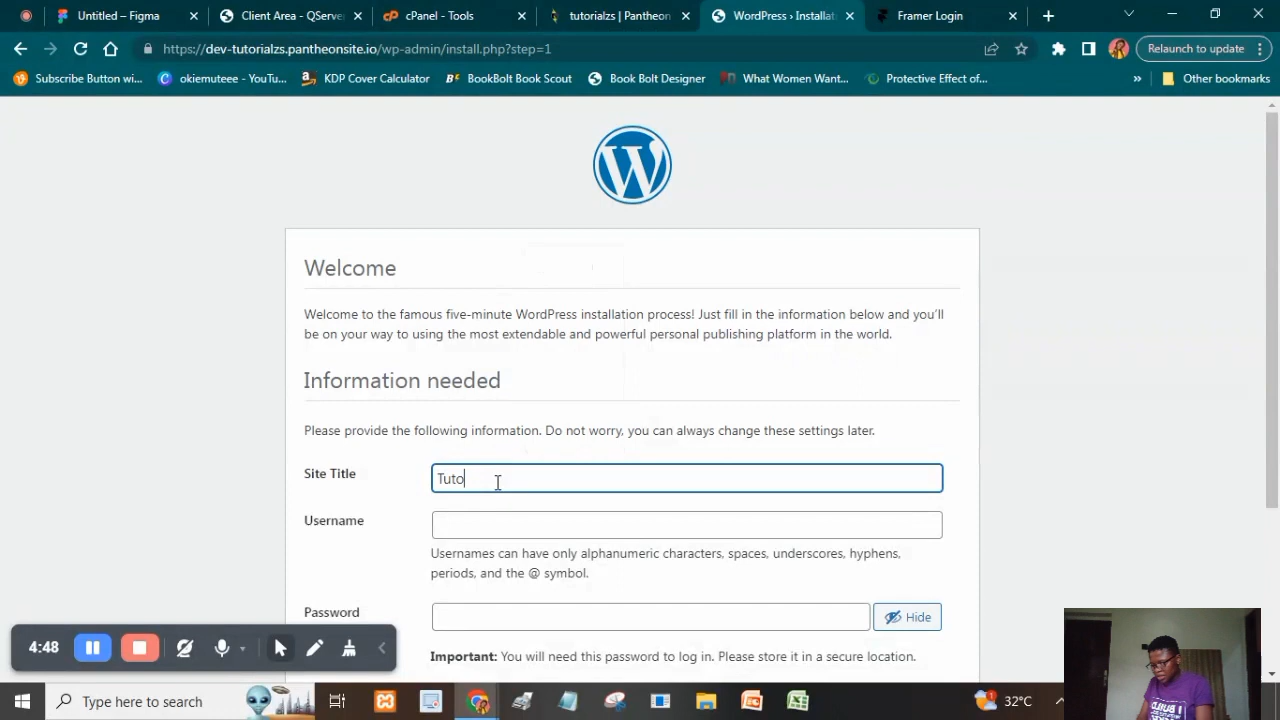 Untitled – Figma
Client Area - QServer
cPanel - Tools
tutorialzs | Pantheon
WordPress › Installat
Framer Login
https://dev-tutorialzs.pantheonsite.io/wp-admin/install.php?step=1
Relaunch to update
Subscribe Button wi...
okiemuteee - YouTu...
KDP Cover Calculator
BookBolt Book Scout
Book Bolt Designer
What Women Want...
Protective Effect of...
»
Other bookmarks
Welcome
Welcome to the famous five-minute WordPress installation process! Just fill in the information below and you’ll
be on your way to using the most extendable and powerful personal publishing platform in the world.
Information needed
Please provide the following information. Do not worry, you can always change these settings later.
Site Title
Tuto
Username
Usernames can have only alphanumeric characters, spaces, underscores, hyphens,
periods, and the @ symbol.
Password
Hide
Important: You will need this password to log in. Please store it in a secure location.
4:48
Type here to search
32°C